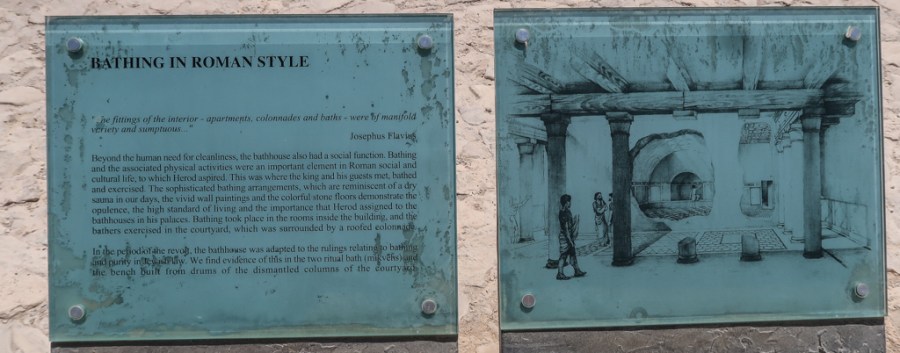 BATHING IN ROMAN STYLE
"...he fittings of the interior - apartments, colonnades and baths - were of manifold
veriety and sumptuous..."
Josephus Flavius
Beyond the human need for cleanliness, the bathhouse also had a social function. Bathing
and the associated physical activities were an important element in Roman social and
cultural life, to which Herod aspired. This was where the king and his guests met, bathed
and exercised. The sophisticated bathing arrangements, which are reminiscent of a dry
sauna in our days, the vivid wall paintings and the colorful stone floors demonstrate the
opulence, the high standard of living and the importance that Herod assigned to the
bathhouses in his palaces. Bathing took place in the rooms inside the building, and the
bathers exercised in the courtyard, which was surrounded by a roofed colonnade.
In the period of the revolt, the bathhouse was adapted to the rulings relating to bathing
and purity in Jewish law. We find evidence of this in the two ritual bath (mikvehs) and
the bench built from drums of the dismantled columns of the courtyard